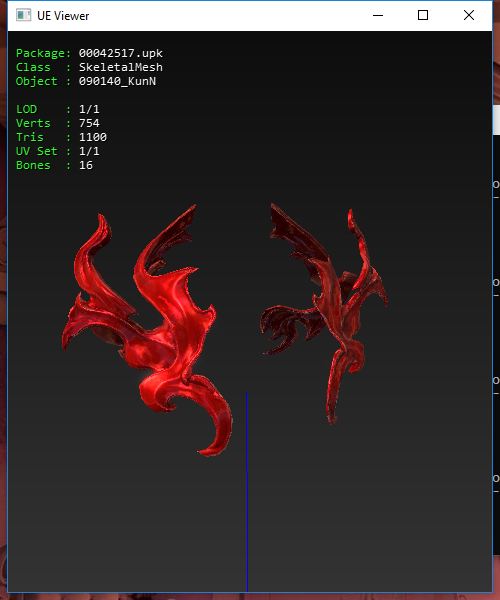 UE Viewer
Package: 00042517.upk
Class  : SkeletalMesh
Object : 090140_KunN
LOD    : 1/1
Verts  : 754
Tris   : 1100
UV Set : 1/1
Bones  : 16